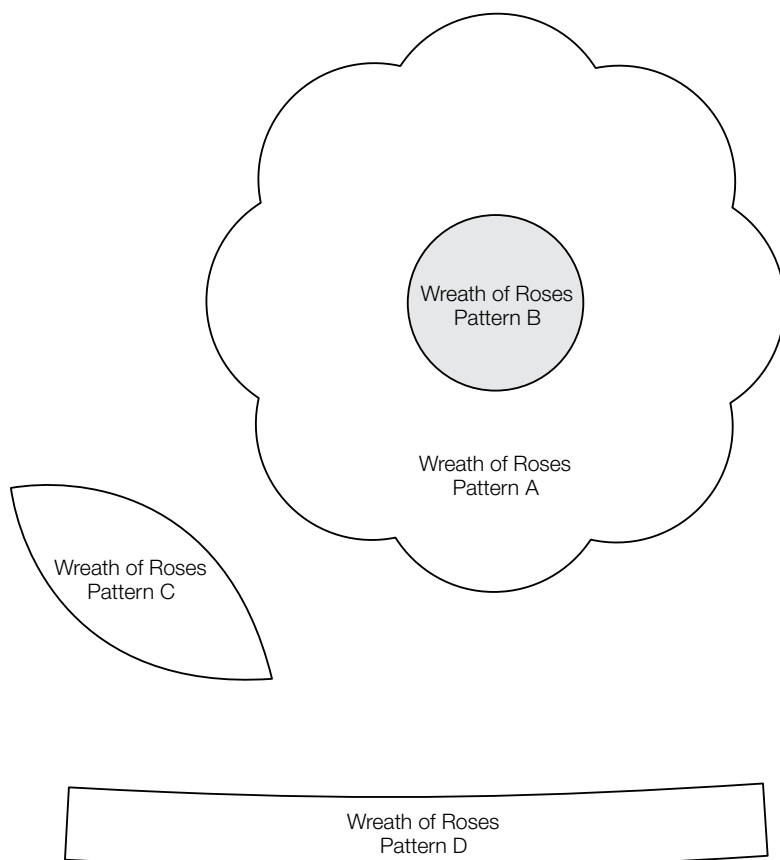 Wreath of Roses
Pattern B
Wreath of Roses
Pattern A
Wreath of Roses
Pattern C
Wreath of Roses
Pattern D